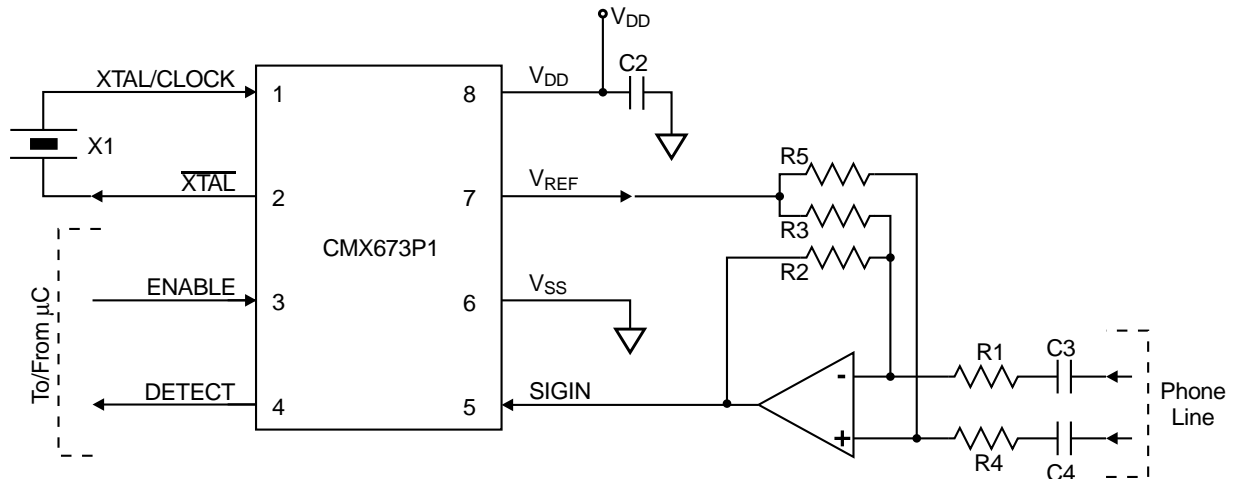 VDD
XTAL/CLOCK
1
8
VDD
C2
X1
XTAL
2
7
VREF
R5
R3
R2
CMX673P1
To/From µC
ENABLE
3
6
VSS
DETECT
4
5
SIGIN
-
+
R1
C3
R4
C4
Phone
Line